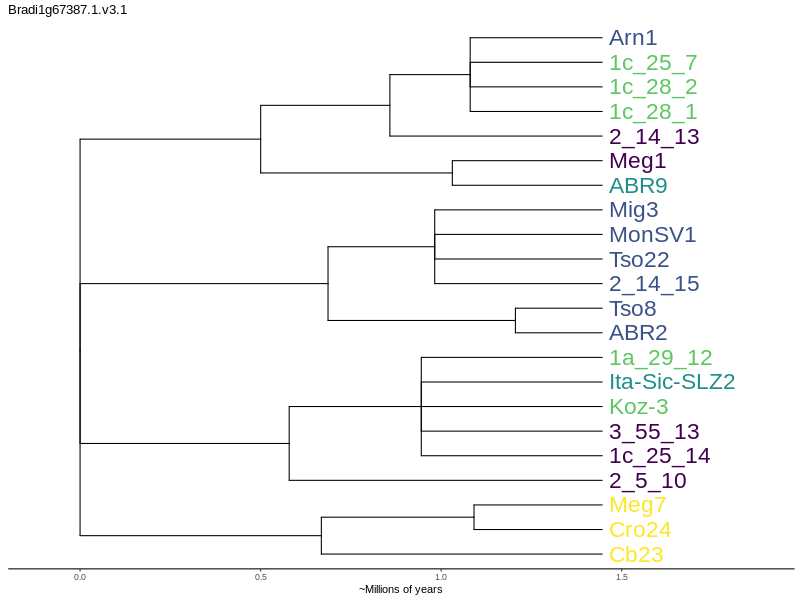 Bradi1g67387.1.v3.1
Arn1
1c_25_7
1c_28_2
1c_28_1
2_14_13
Meg1
ABR9
Mig3
MonSV1
Tso22
2_14_15
Tso8
ABR2
1a_29_12
Ita-Sic-SLZ2
Koz-3
3_55_13
1c_25_14
2_5_10
Meg7
Cro24
Cb23
0.0 0.5 1.0 1.5
~Millions of years